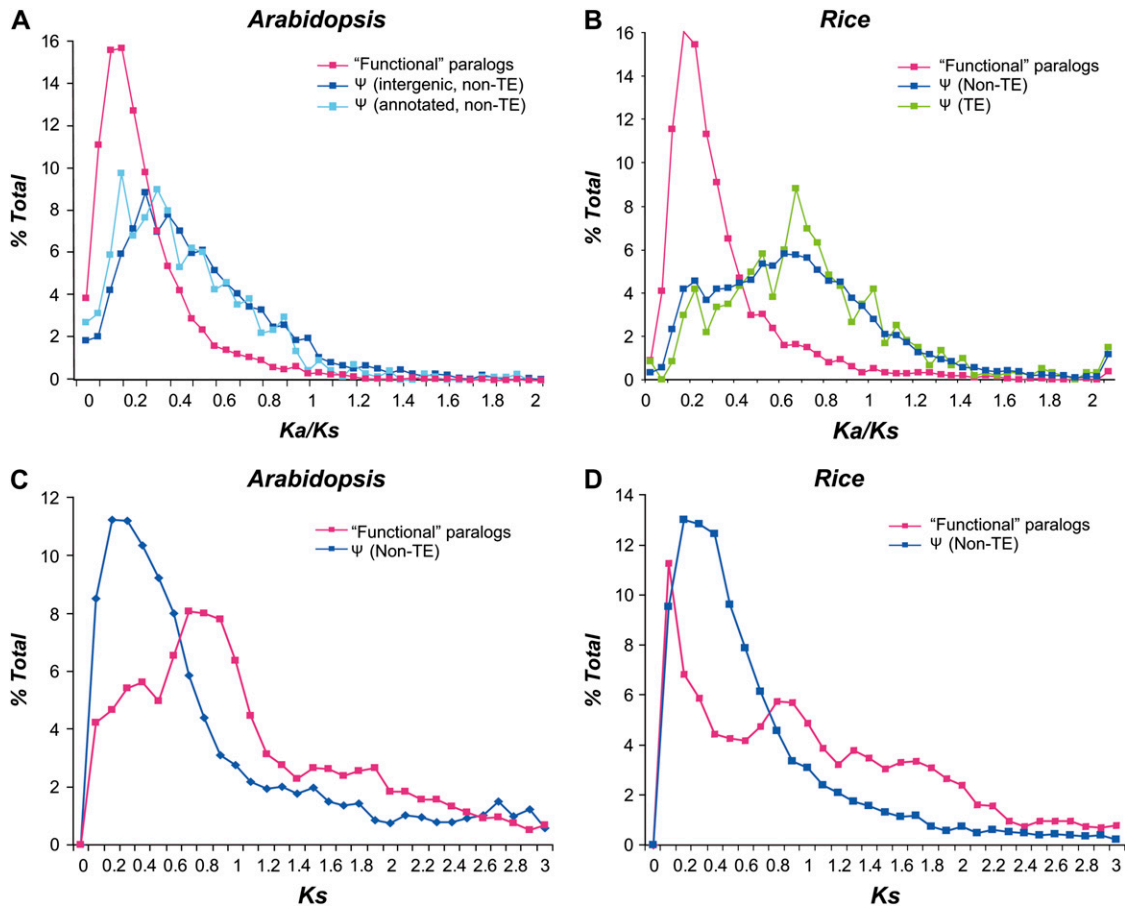 A
Arabidopsis
% Total
16
14
12
10
8
6
4
2
0
"Functional" paralogs
Ψ (intergenic, non-TE)
Ψ (annotated, non-TE)
0 0.2 0.4 0.6 0.8 1 1.2 1.4 1.6 1.8 2
Ka/Ks
B
Rice
% Total
16
14
12
10
8
6
4
2
0
"Functional" paralogs
Ψ (Non-TE)
Ψ (TE)
0 0.4 0.8 1.2 1.6 2
0.2 0.6 1 1.4 1.8
Ka/Ks
C
Arabidopsis
% Total
12
10
8
6
4
2
0
"Functional" paralogs
Ψ (Non-TE)
0 0.2 0.4 0.6 0.8 1 1.2 1.4 1.6 1.8 2 2.2 2.4 2.6 2.8 3
Ks
D
Rice
% Total
14
12
10
8
6
4
2
0
"Functional" paralogs
Ψ (Non-TE)
0 0.2 0.4 0.6 0.8 1 1.2 1.4 1.6 1.8 2 2.2 2.4 2.6 2.8 3
Ks